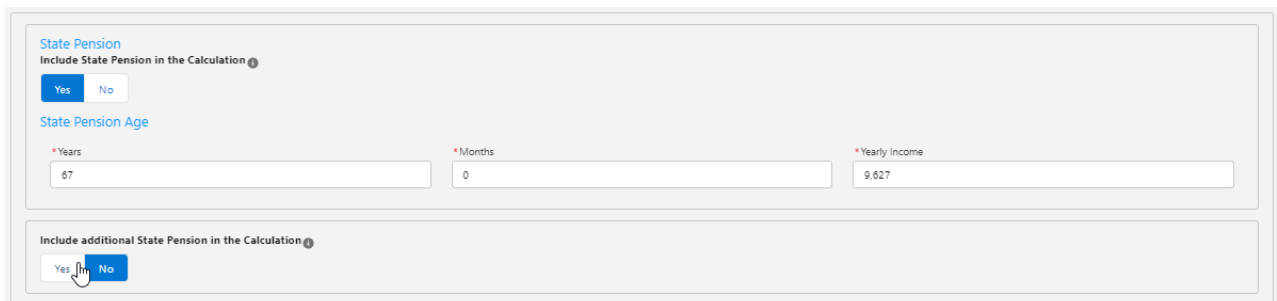 State Pension
Include State Pension in the Calculation
Yes No
State Pension Age
*Years *Months *Yearly Income
67 0 9,627
Include additional State Pension in the Calculation
Yes No